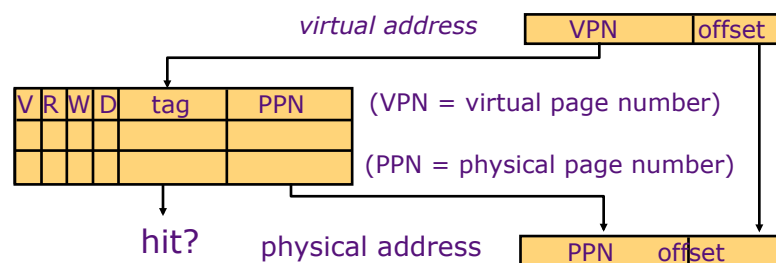 virtual address VPN offset
V R W D tag PPN (VPN = virtual page number)
(PPN = physical page number)
hit? physical address PPN offset